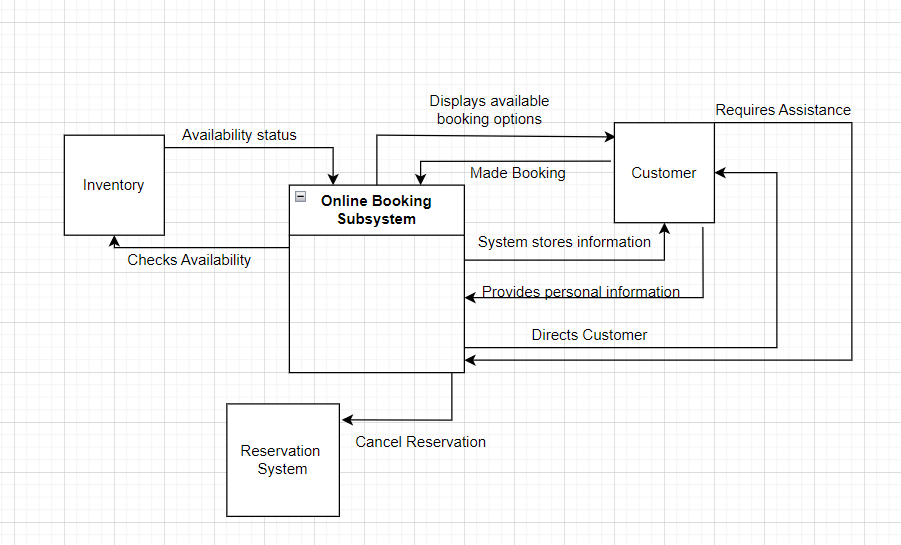 Displays available
booking options
Requires Assistance
Availability status
Inventory
Made Booking
Customer
Online Booking
Subsystem
System stores information
Checks Availability
Provides personal information
Directs Customer
Cancel Reservation
Reservation
System